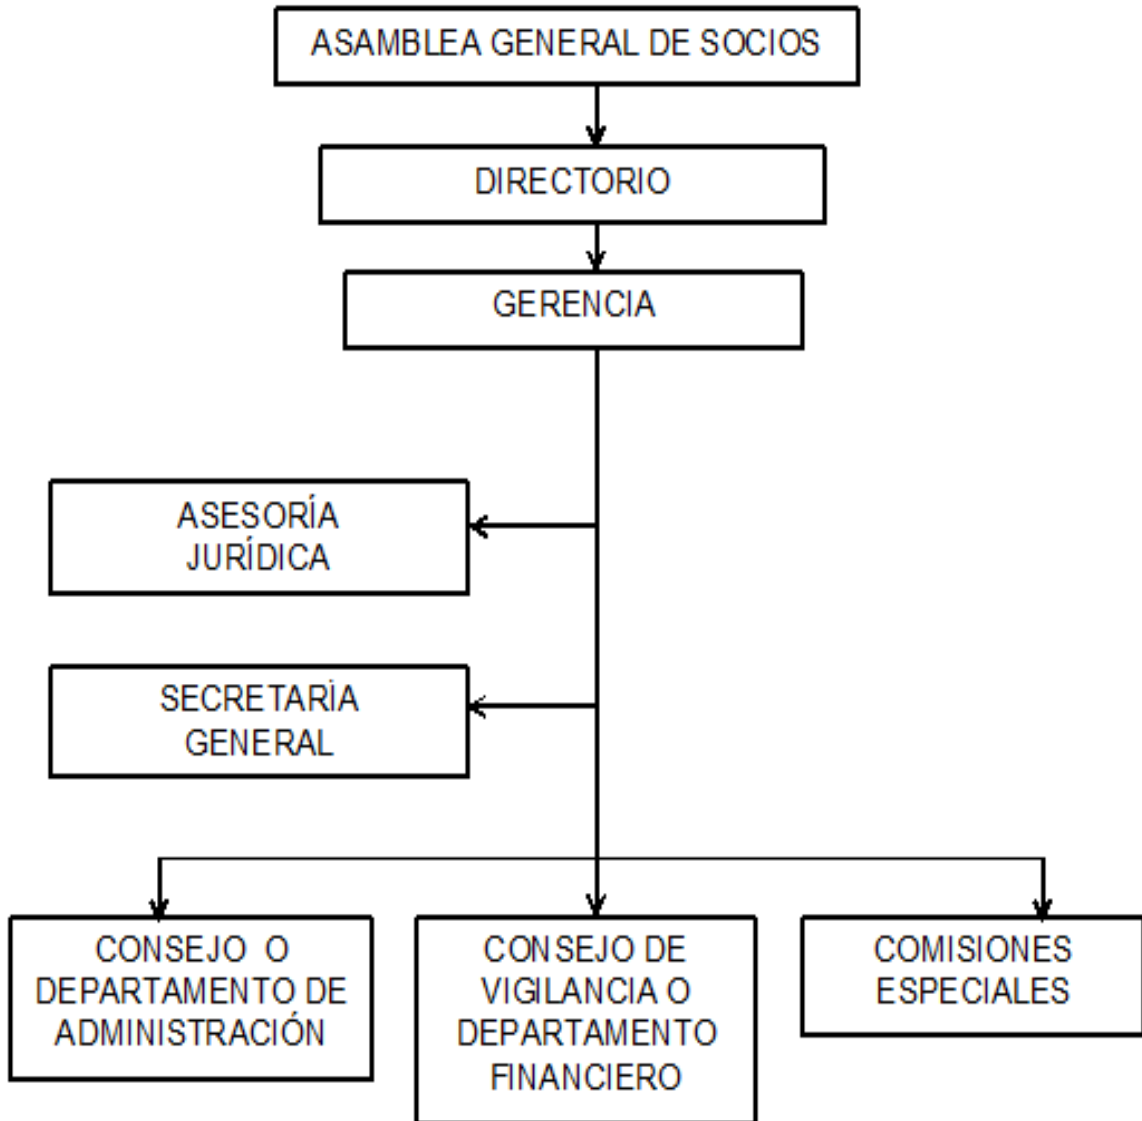 ASAMBLEA GENERAL DE SOCIOS
DIRECTORIO
GERENCIA
ASESORÍA
JURÍDICA
SECRETARÍA
GENERAL
CONSEJO O
DEPARTAMENTO DE
ADMINISTRACIÓN
CONSEJO DE
VIGILANCIA O
DEPARTAMENTO
FINANCIERO
COMISIONES
ESPECIALES